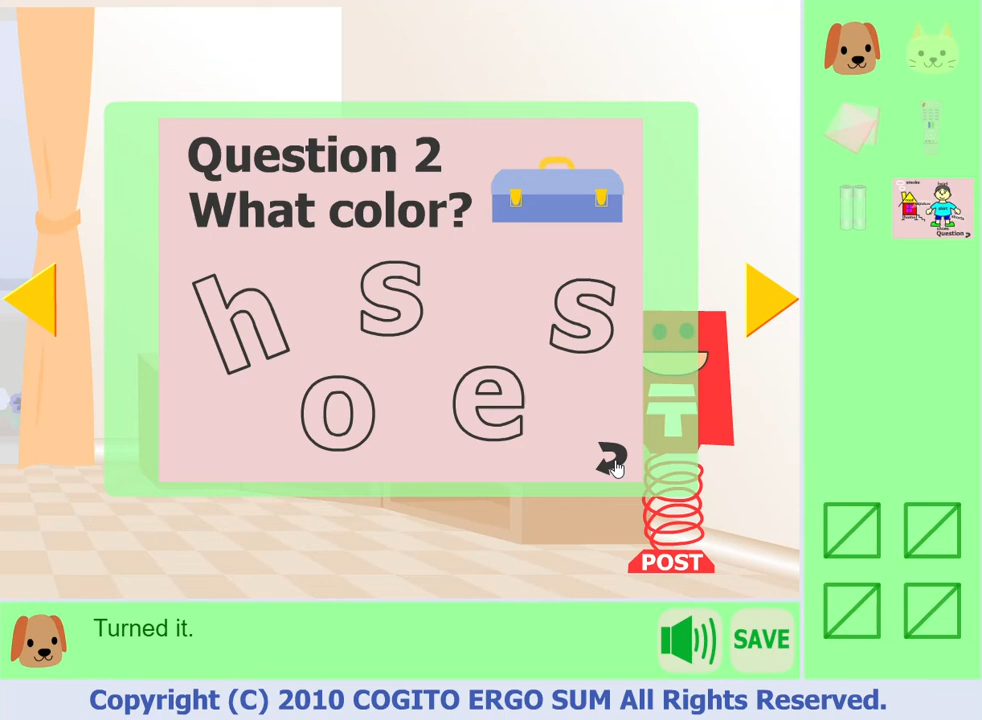 Question 2
What color?
h s s
o e
POST
Turned it.
SAVE
Copyright (C) 2010 COGITO ERGO SUM All Rights Reserved.